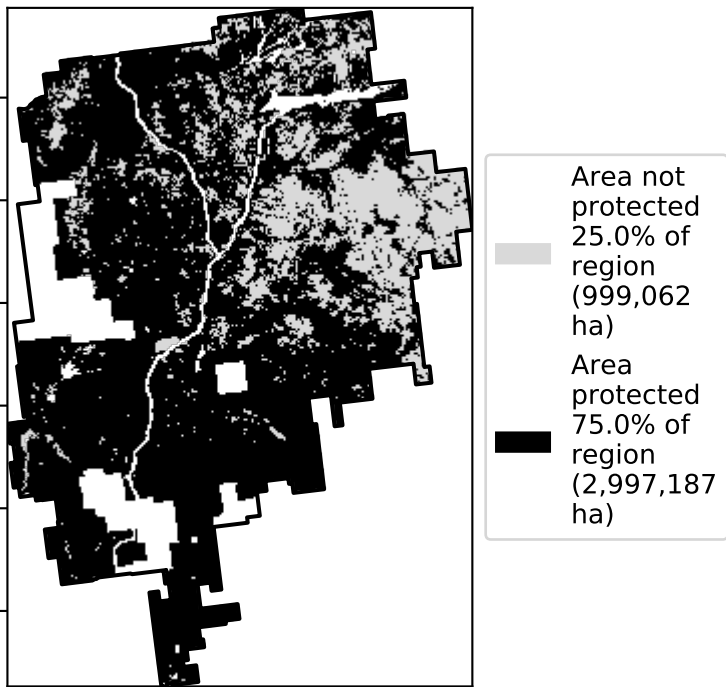 Area not
protected
25.0% of
region
(999,062
ha)
Area
protected
75.0% of
region
(2,997,187
ha)